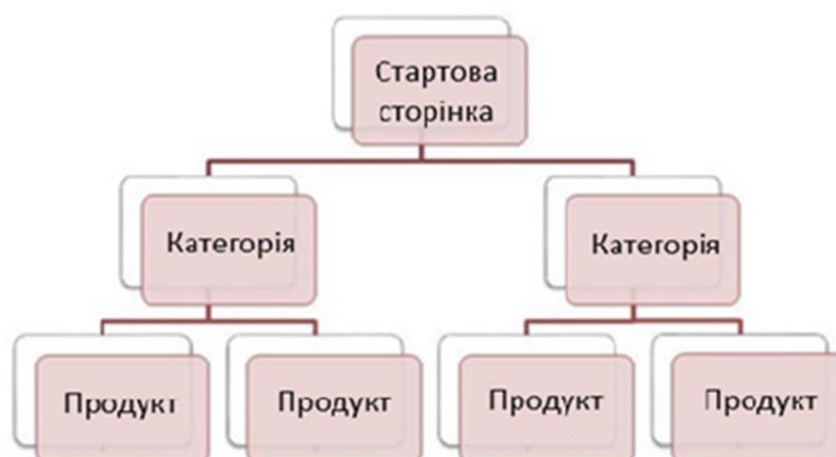 Стартова
сторінка
Категорія
Категорія
Продукт
Продукт
Продукт
Продукт